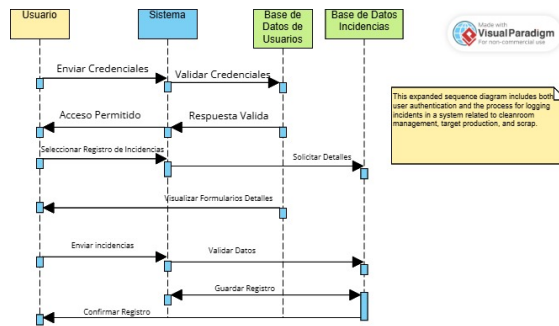 Usuario
Sistema
Base de
Datos de
Usuarios
Base de Datos
Incidencias
Made with
Visual Paradigm
For non-commercial use
Enviar Credenciales
Validar Credenciales
This expanded sequence diagram includes both
user authentication and the process for logging
incidents in a system related to cleanroom
management, target production, and scrap.
Acceso Permitido
Respuesta Valida
Seleccionar Registro de Incidencias
Solicitar Detalles
Visualizar Formularios Detalles
Enviar incidencias
Validar Datos
Guardar Registro
Confirmar Registro